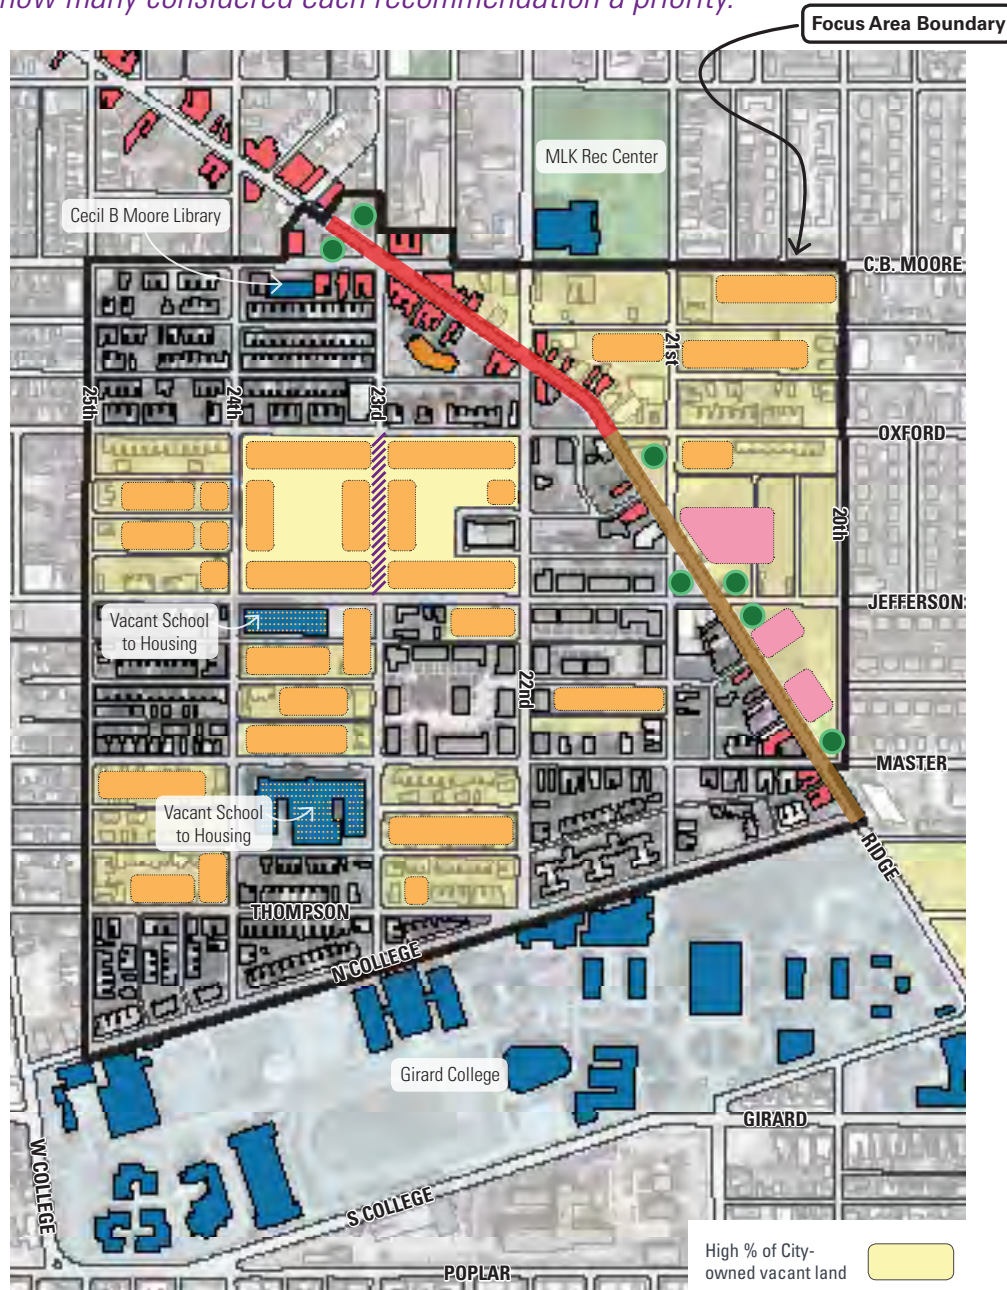 how many considered each recommendation a priority.
Focus Area Boundary
MLK Rec Center
Cecil B Moore Library
C.B. MOORE
21st
25th
24th
23rd
OXFORD
20th
JEFFERSON
Vacant School
to Housing
22nd
MASTER
Vacant School
to Housing
RIDGE
THOMPSON
N COLLEGE
Girard College
GIRARD
W COLLEGE
S COLLEGE
High % of City-
owned vacant land
POPLAR